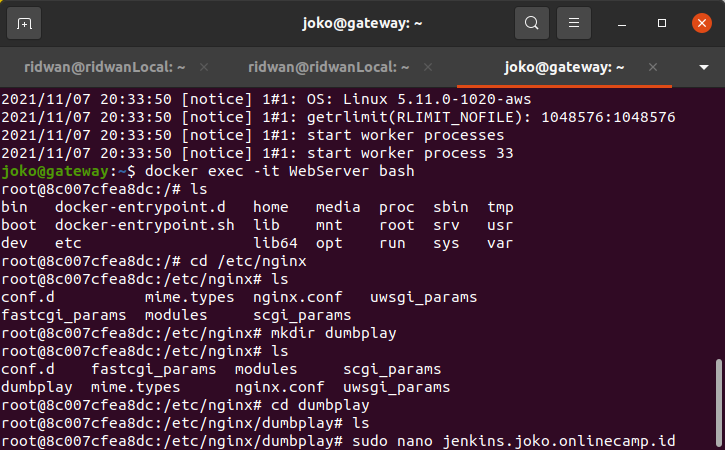 joko@gateway: ~
ridwan@ridwanLocal: ~ × ridwan@ridwanLocal: ~ × joko@gateway: ~ ×
2021/11/07 20:33:50 [notice] 1#1: OS: Linux 5.11.0-1020-aws
2021/11/07 20:33:50 [notice] 1#1: getrlimit(RLIMIT_NOFILE): 1048576:1048576
2021/11/07 20:33:50 [notice] 1#1: start worker processes
2021/11/07 20:33:50 [notice] 1#1: start worker process 33
joko@gateway:~$ docker exec -it WebServer bash
root@8c007cfea8dc:/# ls
bin   docker-entrypoint.d   home   media  proc  sbin  tmp
boot  docker-entrypoint.sh  lib    mnt    root  srv   usr
dev   etc                   lib64  opt    run   sys   var
root@8c007cfea8dc:/# cd /etc/nginx
root@8c007cfea8dc:/etc/nginx# ls
conf.d          mime.types  nginx.conf   uwsgi_params
fastcgi_params  modules     scgi_params
root@8c007cfea8dc:/etc/nginx# mkdir dumbplay
root@8c007cfea8dc:/etc/nginx# ls
conf.d    fastcgi_params  modules     scgi_params
dumbplay  mime.types      nginx.conf  uwsgi_params
root@8c007cfea8dc:/etc/nginx# cd dumbplay
root@8c007cfea8dc:/etc/nginx/dumbplay# ls
root@8c007cfea8dc:/etc/nginx/dumbplay# sudo nano jenkins.joko.onlinecamp.id